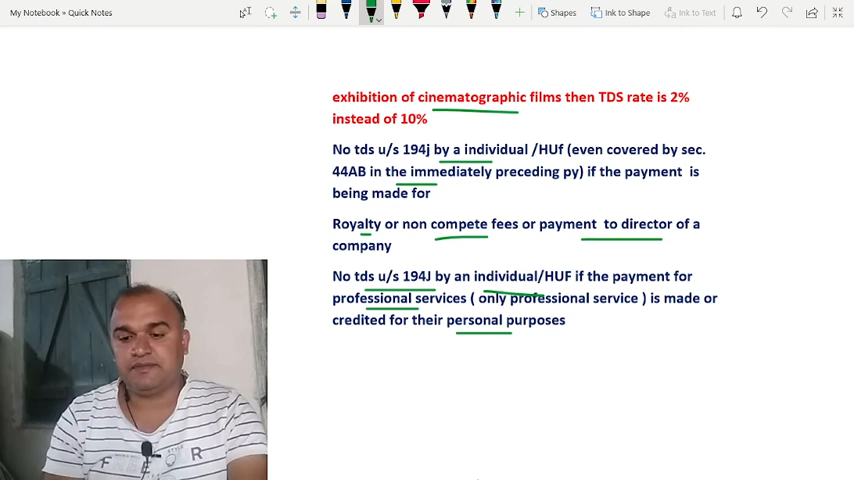 My Notebook » Quick Notes
Shapes
Ink to Shape
Ink to Text
exhibition of cinematographic films then TDS rate is 2%
instead of 10%
No tds u/s 194j by a individual /HUf (even covered by sec.
44AB in the immediately preceding py) if the payment is
being made for
Royalty or non compete fees or payment to director of a
company
No tds u/s 194J by an individual/HUF if the payment for
professional services ( only professional service ) is made or
credited for their personal purposes
STYLE
F E O R